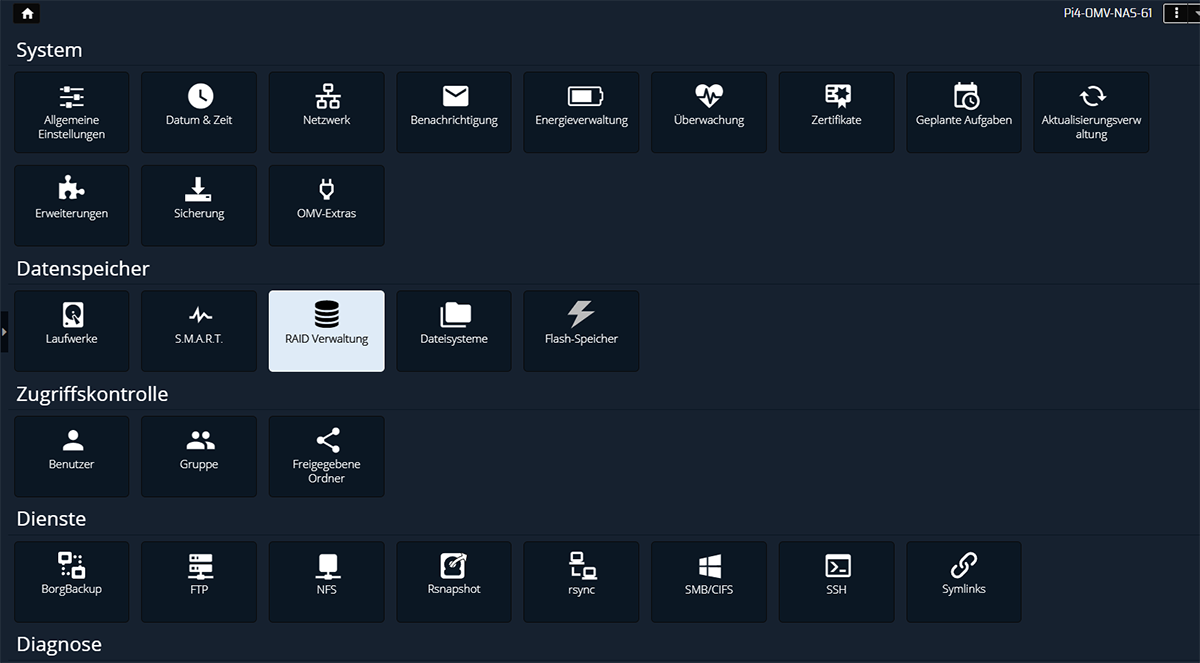 Pi4-OMV-NAS-61
System
Allgemeine
Einstellungen
Datum & Zeit
Netzwerk
Benachrichtigung
Energieverwaltung
Überwachung
Zertifikate
Geplante Aufgaben
Aktualisierungsverw
altung
Erweiterungen
Sicherung
OMV-Extras
Datenspeicher
Laufwerke
S.M.A.R.T.
RAID Verwaltung
Dateisysteme
Flash-Speicher
Zugriffskontrolle
Benutzer
Gruppe
Freigegebene
Ordner
Dienste
BorgBackup
FTP
NFS
Rsnapshot
rsync
SMB/CIFS
SSH
Symlinks
Diagnose